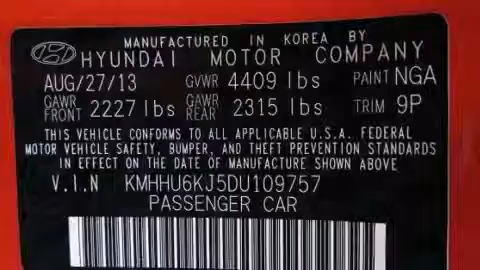 MANUFACTURED IN KOREA BY
HYUNDAI MOTOR COMPANY
AUG/27/13 GVWR 4409 lbs PAINT NGA
GAWR FRONT 2227 lbs GAWR REAR 2315 lbs TRIM 9P
THIS VEHICLE CONFORMS TO ALL APPLICABLE U.S.A. FEDERAL
MOTOR VEHICLE SAFETY, BUMPER, AND THEFT PREVENTION STANDARDS
IN EFFECT ON THE DATE OF MANUFACTURE SHOWN ABOVE
V.I.N KMHHU6KJ5DU109757
PASSENGER CAR